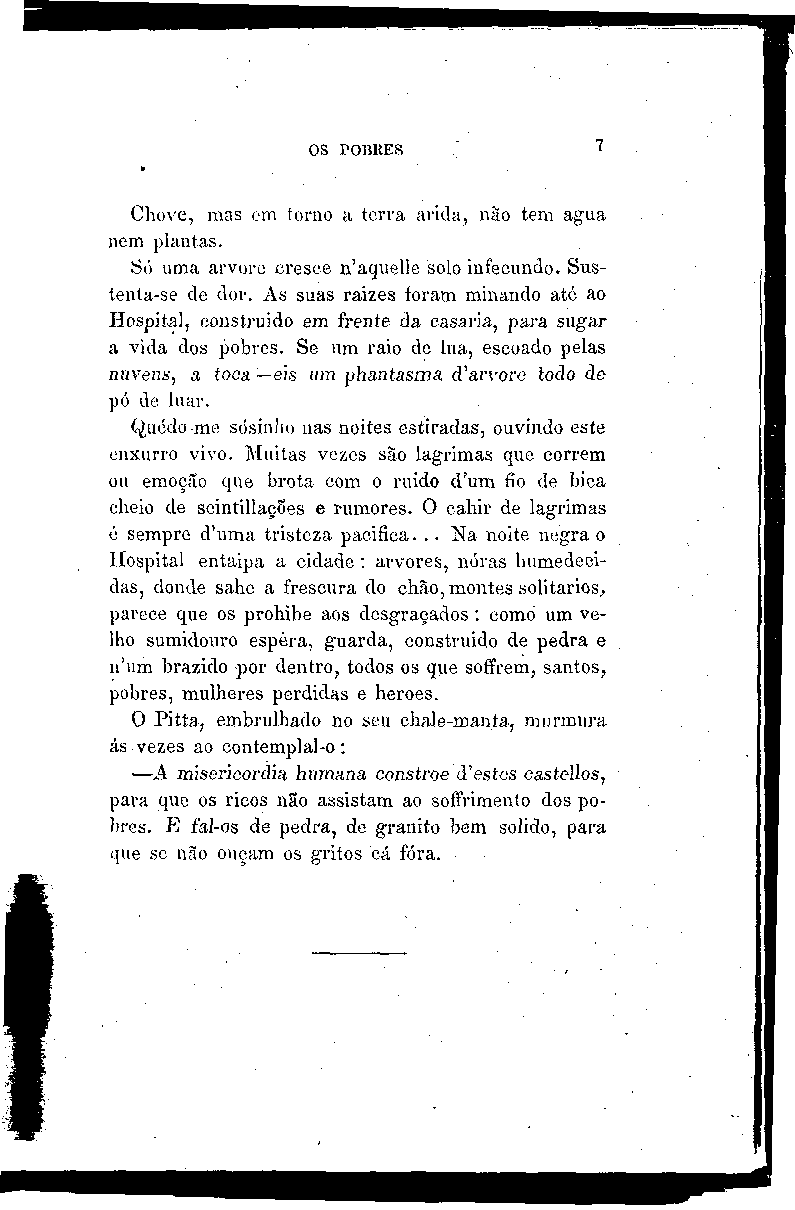 OS POBRES 7
Chove, mas em torno a terra arida, não tem agua
nem plantas.
Só uma arvore cresce n'aquelle solo infecundo. Sus-
tenta-se de dor. As suas raizes foram minando até ao
Hospital, construido em frente da casaria, para sugar
a vida dos pobres. Se um raio de lua, escoado pelas
nuvens, a toca—eis um phantasma d'arvore todo de
pó de luar.
Quédo-me sósinho nas noites estiradas, ouvindo este
enxurro vivo. Muitas vezes são lagrimas que correm
ou emoção que brota com o ruido d'um fio de bica
cheio de scintillações e rumores. O cahir de lagrimas
é sempre d'uma tristeza pacifica... Na noite negra o
Hospital entaipa a cidade: arvores, nóras humedeci-
das, donde sahe a frescura do chão, montes solitarios,
parece que os prohibe aos desgraçados: como um ve-
lho sumidouro espéra, guarda, construido de pedra e
n'um brazido por dentro, todos os que soffrem, santos,
pobres, mulheres perdidas e heroes.
O Pitta, embrulhado no seu chale-manta, murmura
ás vezes ao contemplal-o:
—A misericordia humana constroe d'estes castellos,
para que os ricos não assistam ao soffrimento dos po-
bres. E fal-os de pedra, de granito bem solido, para
que se não ouçam os gritos cá fóra.